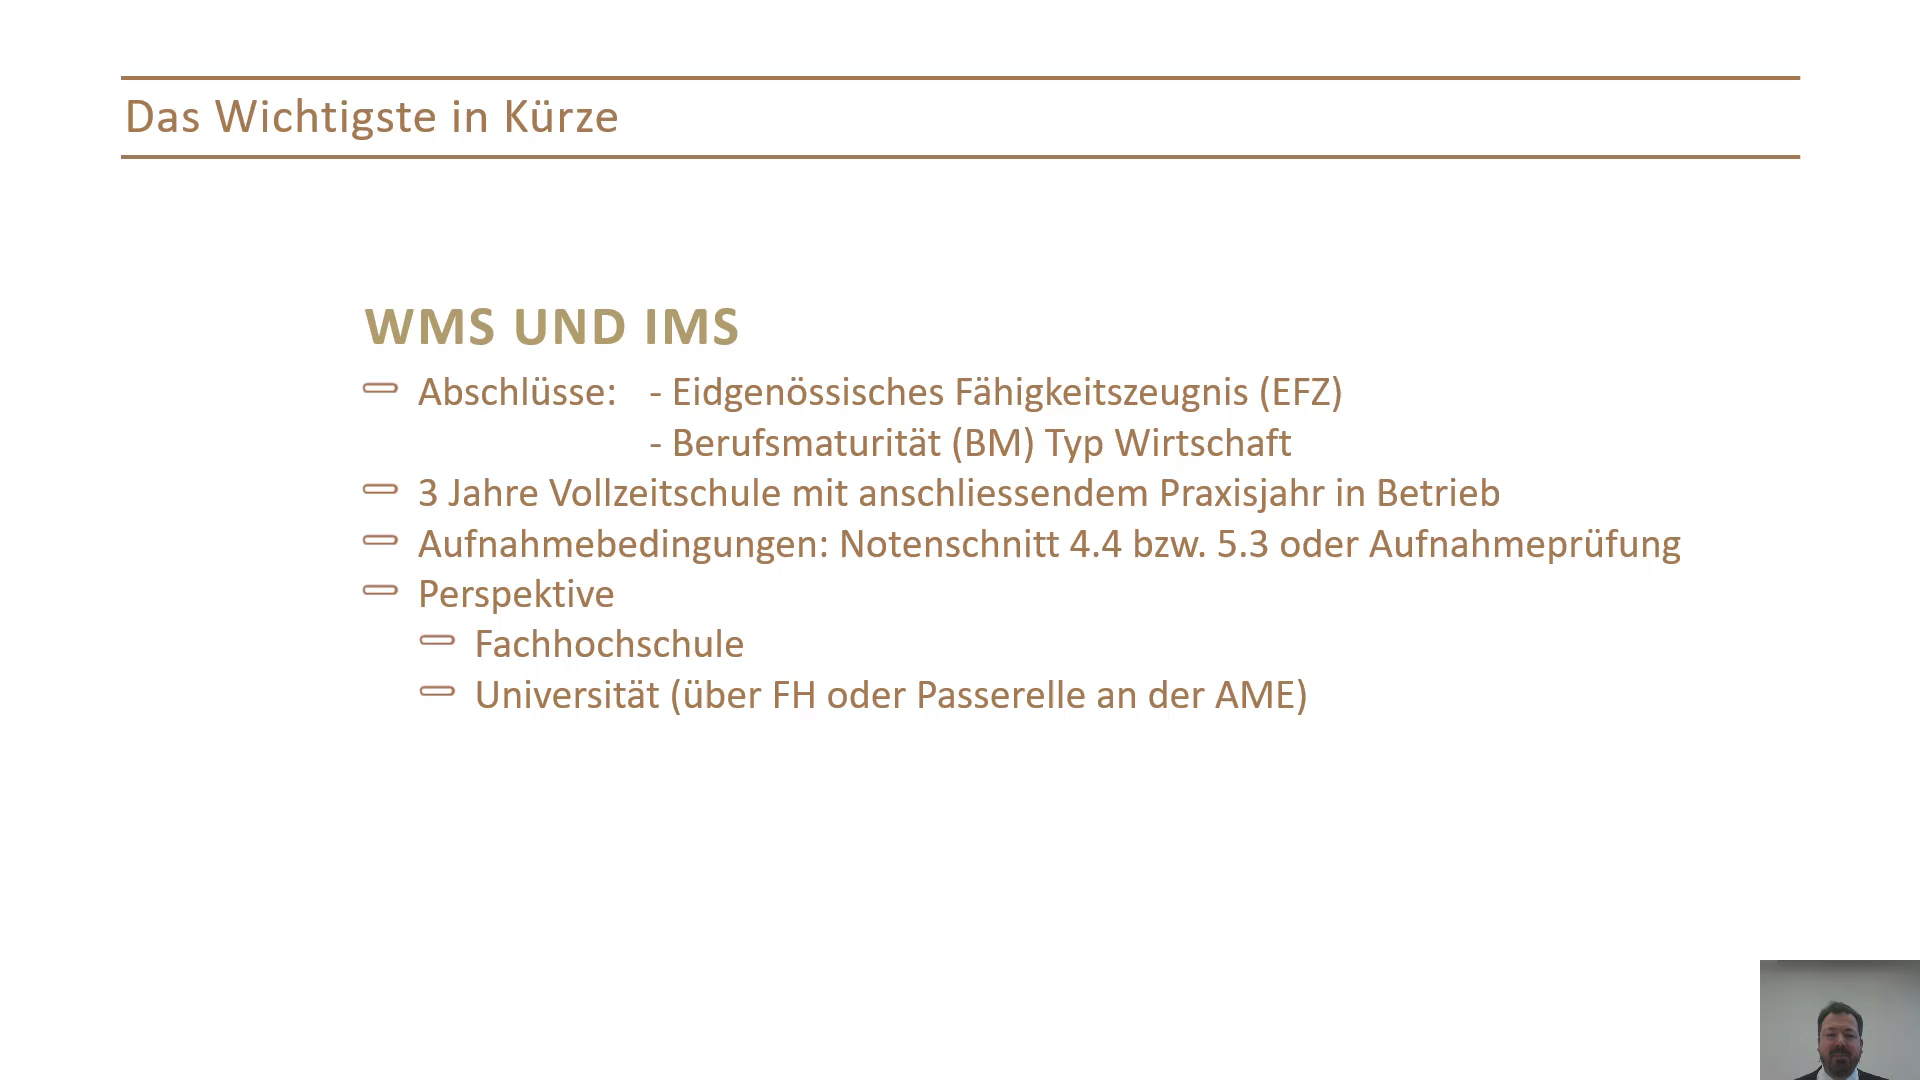 Das Wichtigste in Kürze
WMS UND IMS
Abschlüsse: - Eidgenössisches Fähigkeitszeugnis (EFZ)
- Berufsmaturität (BM) Typ Wirtschaft
3 Jahre Vollzeitschule mit anschliessendem Praxisjahr in Betrieb
Aufnahmebedingungen: Notenschnitt 4.4 bzw. 5.3 oder Aufnahmeprüfung
Perspektive
Fachhochschule
Universität (über FH oder Passerelle an der AME)